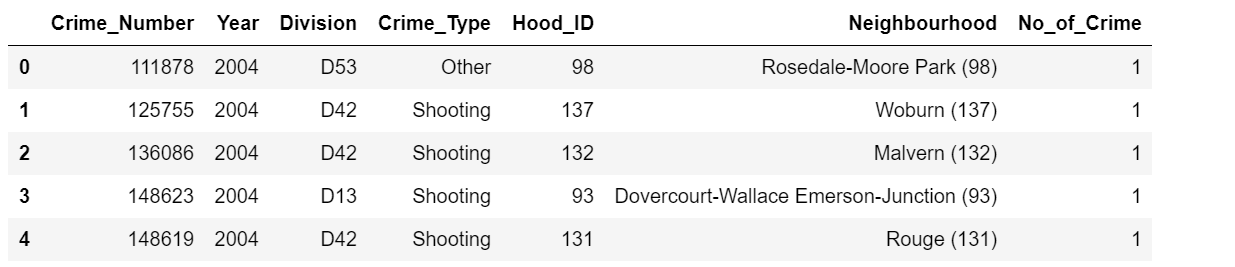 Crime_Number Year Division Crime_Type Hood_ID Neighbourhood No_of_Crime
0 111878 2004 D53 Other 98 Rosedale-Moore Park (98) 1
1 125755 2004 D42 Shooting 137 Woburn (137) 1
2 136086 2004 D42 Shooting 132 Malvern (132) 1
3 148623 2004 D13 Shooting 93 Dovercourt-Wallace Emerson-Junction (93) 1
4 148619 2004 D42 Shooting 131 Rouge (131) 1